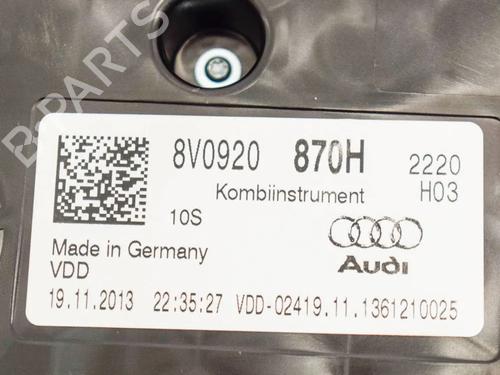 B-PARTS
8V0920 870H 2220
Kombiinstrument H03
10S
Audi
Made in Germany
VDD
19.11.2013 22:35:27 VDD-02419.11.1361210025